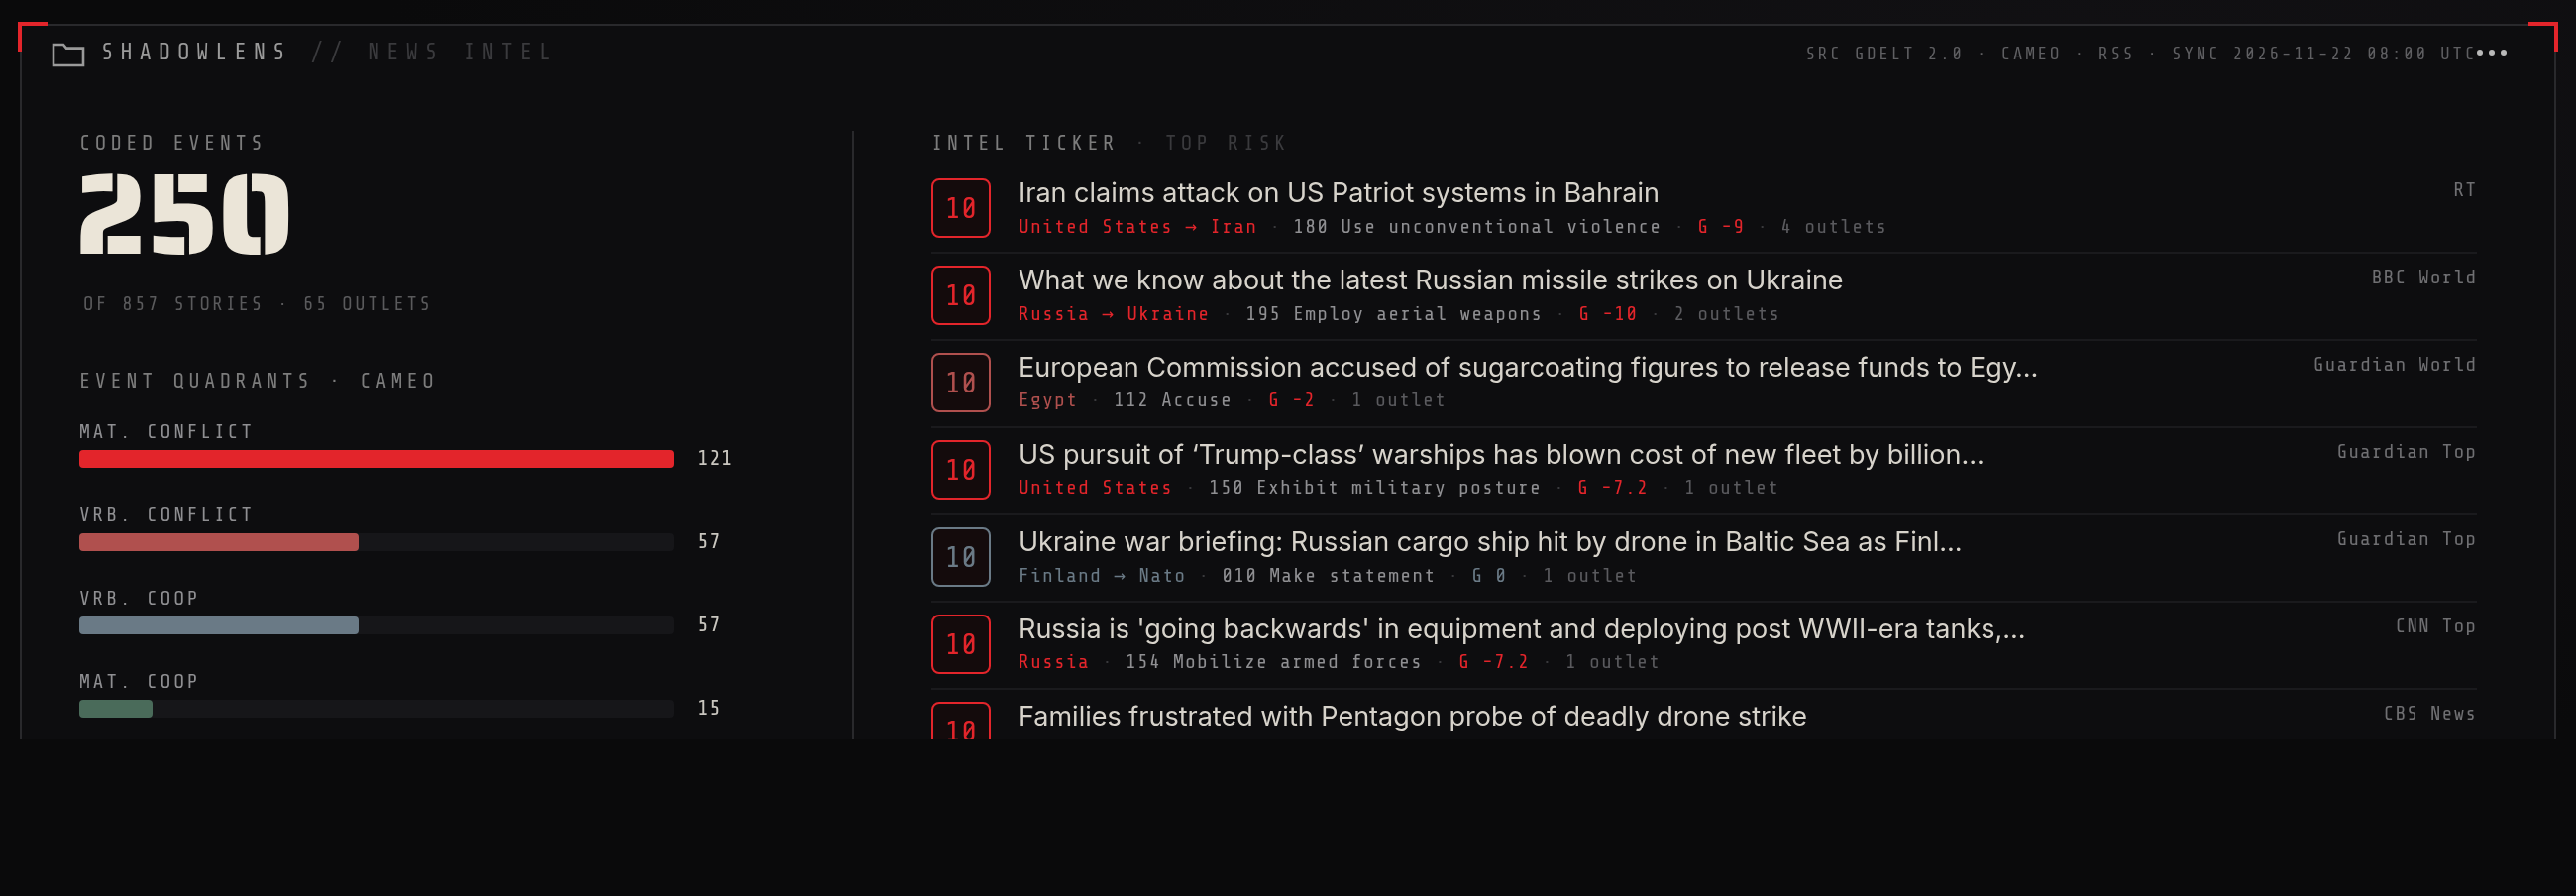 SHADOWLENS // NEWS INTEL
SRC GDELT 2.0 · CAMEO · RSS · SYNC 2026-11-22 08:00 UTC
CODED EVENTS
250
OF 857 STORIES · 65 OUTLETS
EVENT QUADRANTS · CAMEO
MAT. CONFLICT
121
VRB. CONFLICT
57
VRB. COOP
57
MAT. COOP
15
INTEL TICKER · TOP RISK
10 Iran claims attack on US Patriot systems in Bahrain RT
United States → Iran · 180 Use unconventional violence · G -9 · 4 outlets
10 What we know about the latest Russian missile strikes on Ukraine BBC World
Russia → Ukraine · 195 Employ aerial weapons · G -10 · 2 outlets
10 European Commission accused of sugarcoating figures to release funds to Egy... Guardian World
Egypt · 112 Accuse · G -2 · 1 outlet
10 US pursuit of ‘Trump-class’ warships has blown cost of new fleet by billion... Guardian Top
United States · 150 Exhibit military posture · G -7.2 · 1 outlet
10 Ukraine war briefing: Russian cargo ship hit by drone in Baltic Sea as Finl... Guardian Top
Finland → Nato · 010 Make statement · G 0 · 1 outlet
10 Russia is 'going backwards' in equipment and deploying post WWII-era tanks,... CNN Top
Russia · 154 Mobilize armed forces · G -7.2 · 1 outlet
10 Families frustrated with Pentagon probe of deadly drone strike CBS News